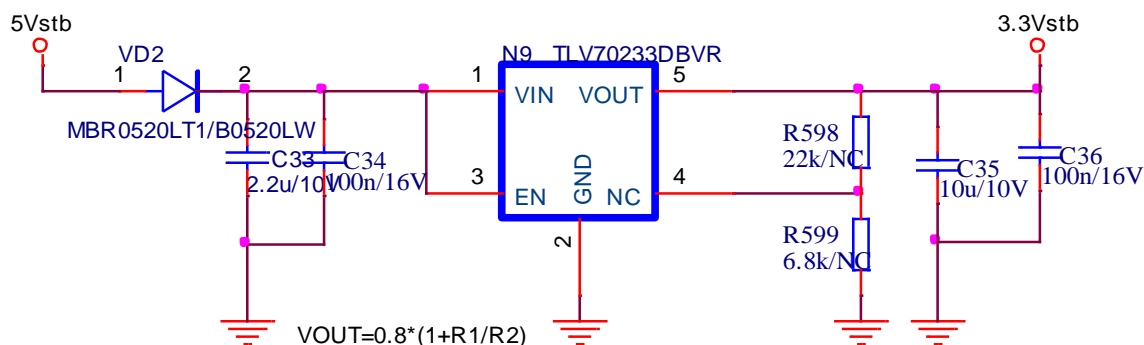 5Vstb
3.3Vstb
VD2
N9 TLV70233DBVR
1
2
1
VIN
VOUT
5
MBR0520LT1/B0520LW
R598
22k/NC
C33
2.2u/10V
C34
100n/16V
C35
10u/10V
C36
100n/16V
3
EN
GND
NC
4
2
R599
6.8k/NC
VOUT=0.8*(1+R1/R2)